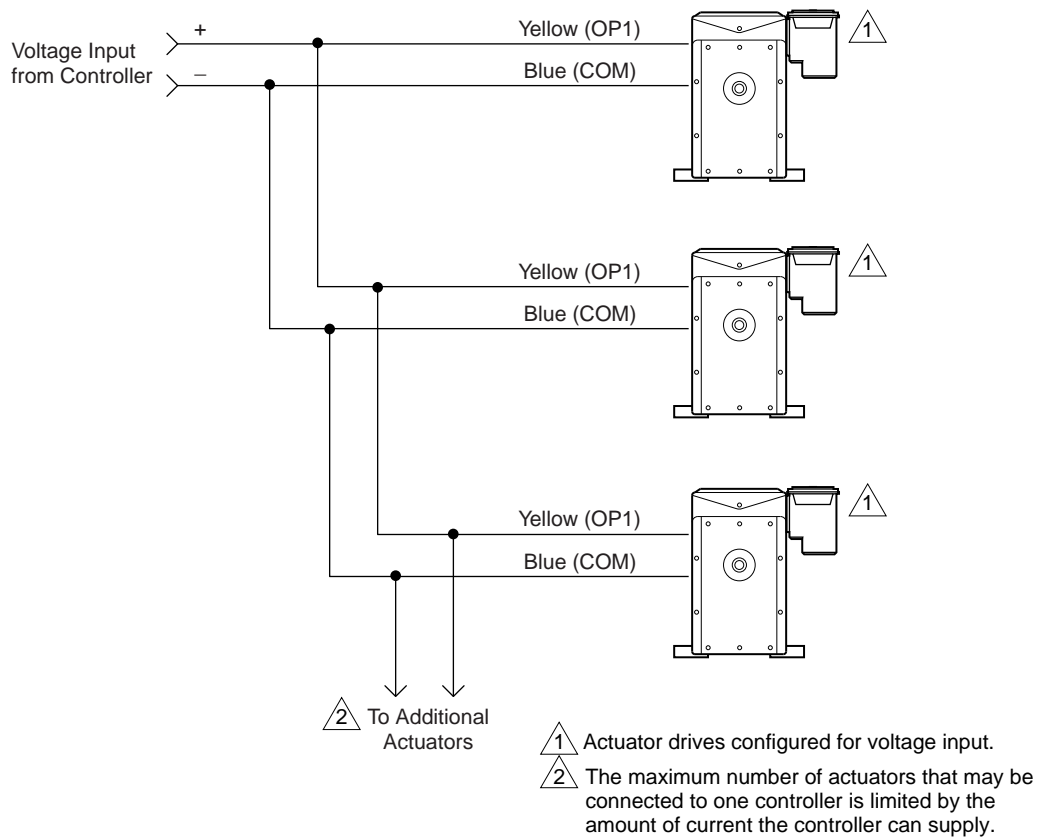 Voltage Input
from Controller
+
–
Yellow (OP1)
Blue (COM)
1
Yellow (OP1)
Blue (COM)
1
Yellow (OP1)
Blue (COM)
1
2 To Additional
Actuators
1 Actuator drives configured for voltage input.
2 The maximum number of actuators that may be
connected to one controller is limited by the
amount of current the controller can supply.